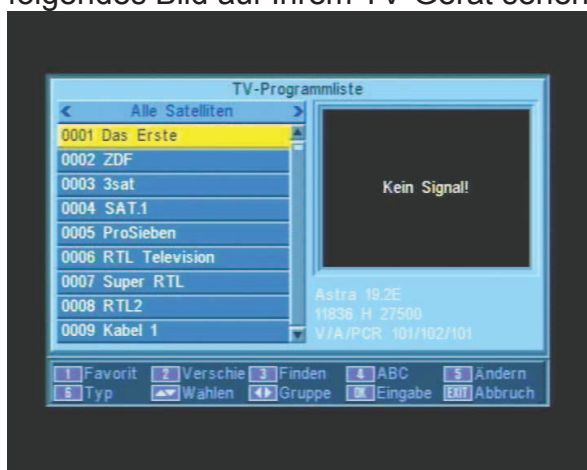 folgendes Bild auf Ihrem TV-Gerät sehen
TV-Programmliste
< Alle Satelliten >
0001 Das Erste
0002 ZDF
0003 3sat
0004 SAT.1
0005 ProSieben
0006 RTL Television
0007 Super RTL
0008 RTL2
0009 Kabel 1
Kein Signal!
Astra 19.2E
11836 H 27500
V/A/PCR 101/102/101
1 Favorit 2 Verschie 3 Finden 4 ABC 5 Ändern
6 Typ Wahlen Gruppe OK Eingabe EXIT Abbruch